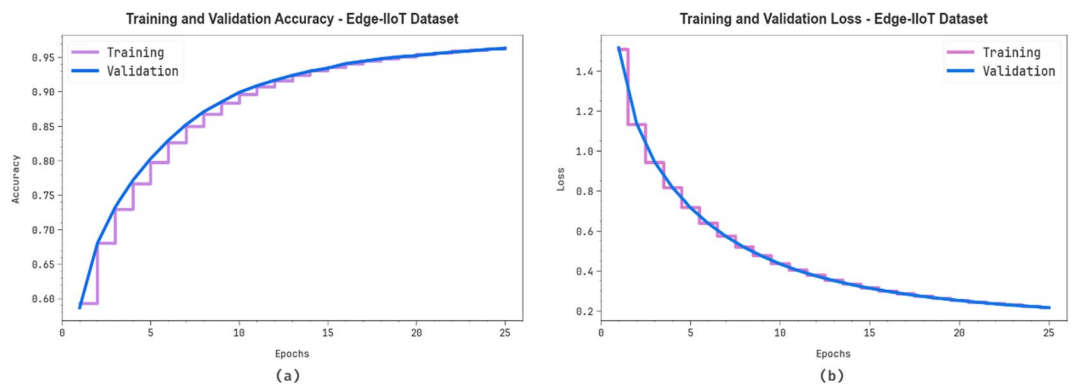 Training and Validation Accuracy - Edge-IIoT Dataset
Training
Validation
0.95
0.90
0.85
0.80
0.75
0.70
0.65
0.60
Accuracy
0 5 10 15 20 25
Epochs
(a)
Training and Validation Loss - Edge-IIoT Dataset
Training
Validation
1.4
1.2
1.0
0.8
0.6
0.4
0.2
Loss
0 5 10 15 20 25
Epochs
(b)